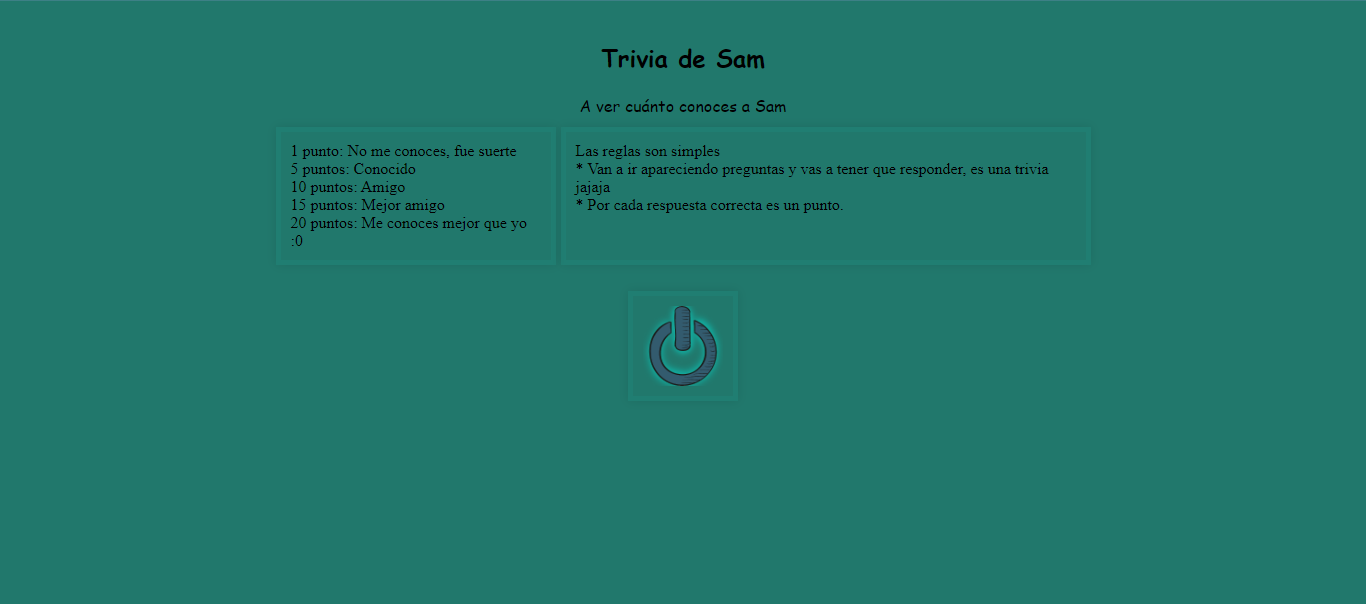 Trivia de Sam
A ver cuánto conoces a Sam
1 punto: No me conoces, fue suerte
5 puntos: Conocido
10 puntos: Amigo
15 puntos: Mejor amigo
20 puntos: Me conoces mejor que yo
:0
Las reglas son simples
* Van a ir apareciendo preguntas y vas a tener que responder, es una trivia
jajaja
* Por cada respuesta correcta es un punto.